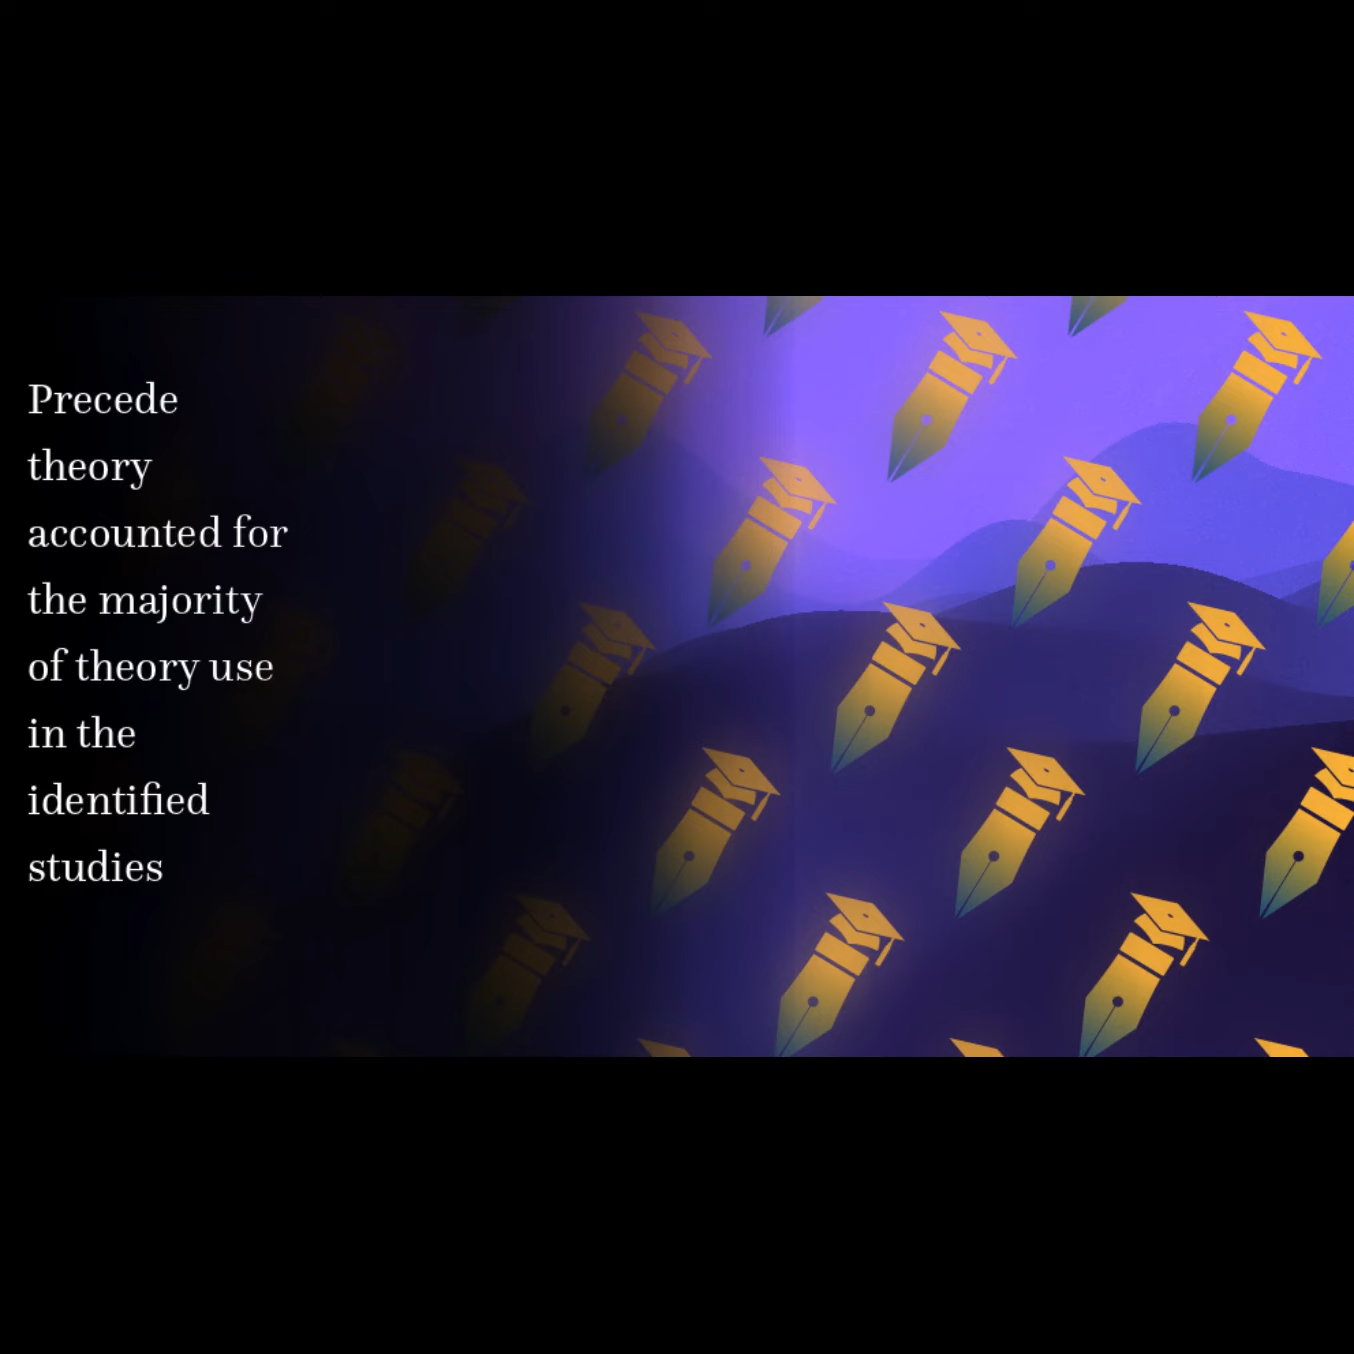 Precede
theory
accounted for
the majority
of theory use
in the
identified
studies